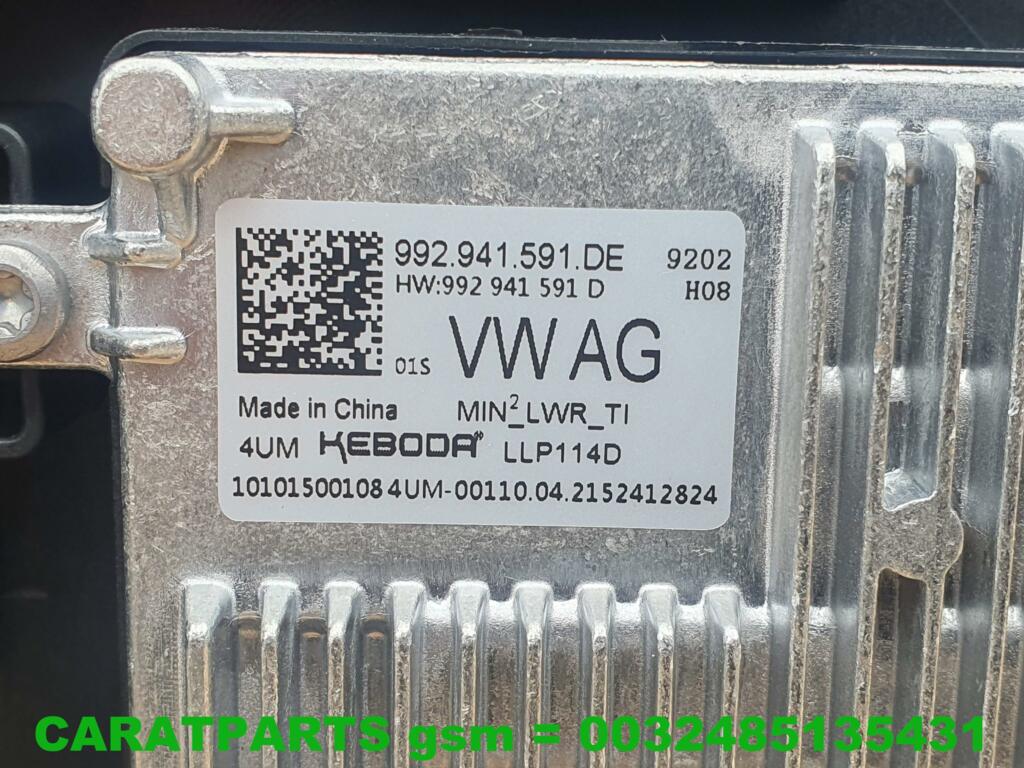 992.941.591.DE 9202
HW:992 941 591 D H08
01S VW AG
Made in China MIN²_LWR_TI
4UM KEBODA® LLP114D
10101500108 4UM-00110.04.2152412824
CARATPARTS gsm = 0032485135431